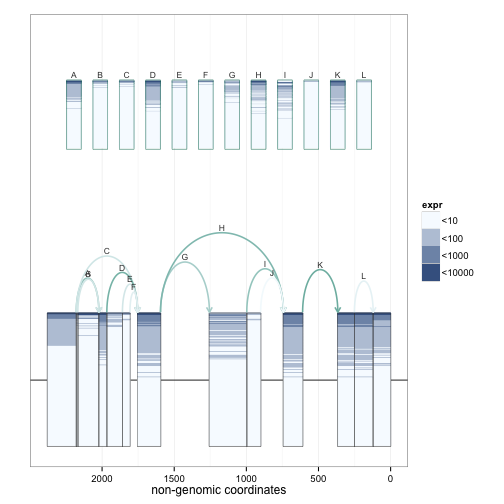 A B C D E F G H I J K L
H
C
G
D
I
K
A
B
J
E
L
F
expr
<10
<100
<1000
<10000
2000 1500 1000 500 0
non-genomic coordinates